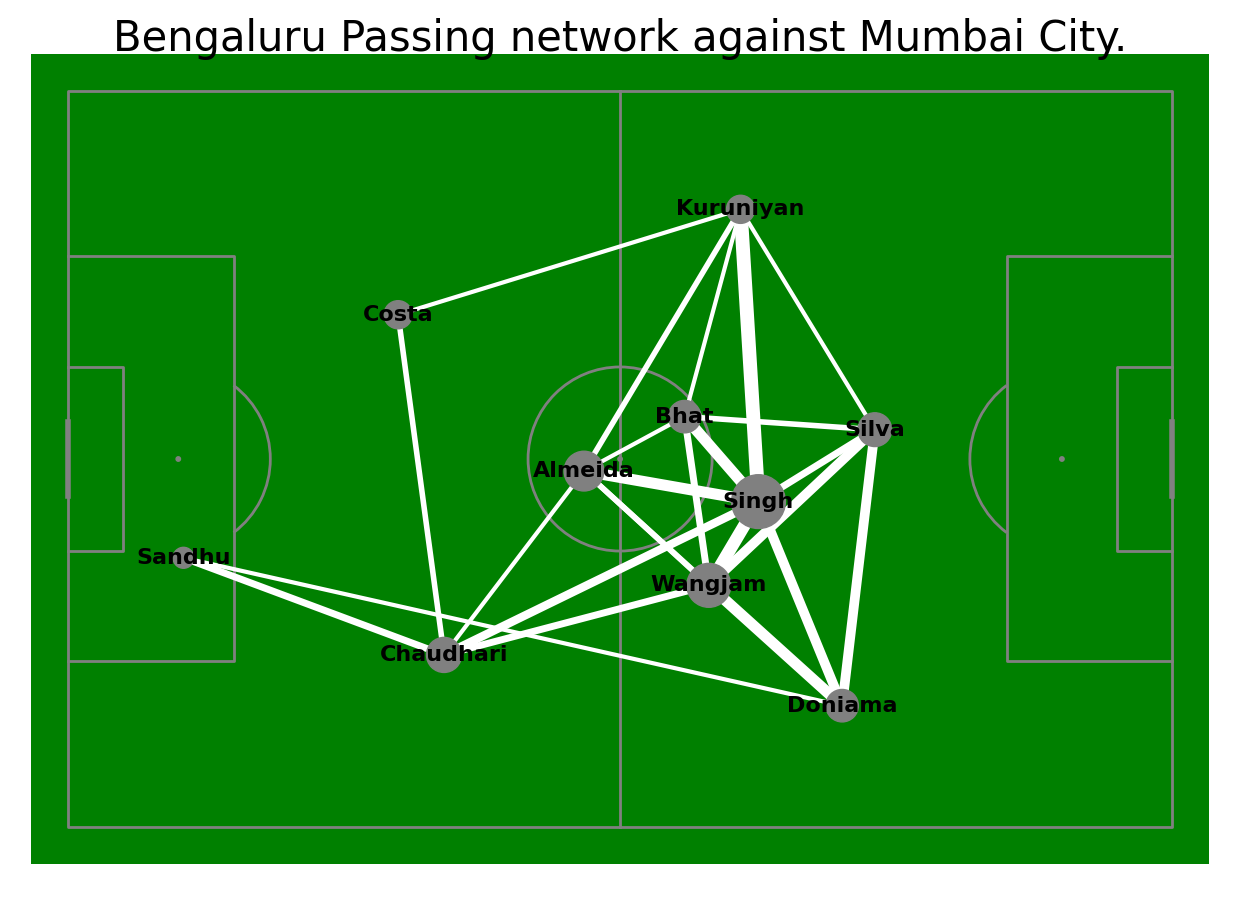 Bengaluru Passing network against Mumbai City.
Kuruniyan
Costa
Bhat
Silva
Almeida
Singh
Sandhu
Wangjam
Chaudhari
Doniama